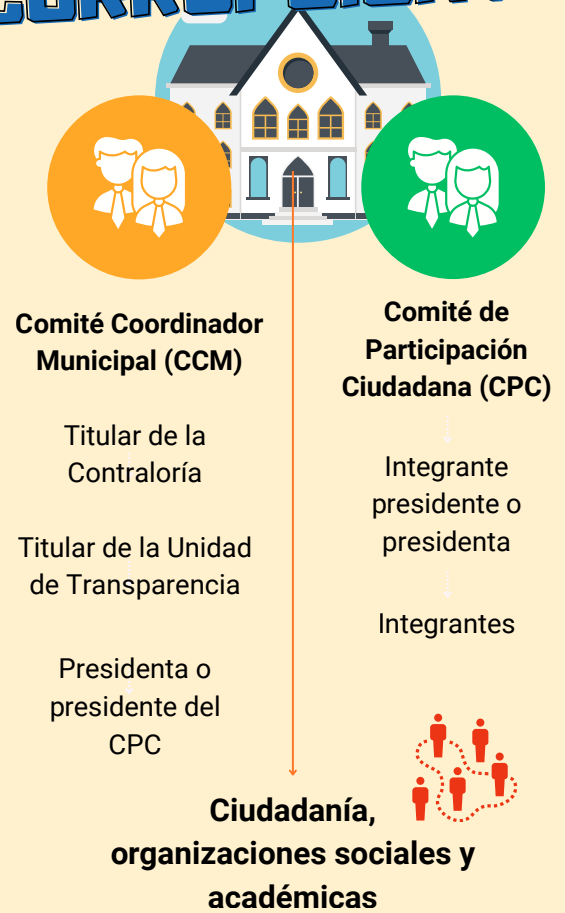 Comité Coordinador
Municipal (CCM)
Titular de la
Contraloría
Titular de la Unidad
de Transparencia
Presidenta o
presidente del
CPC
Comité de
Participación
Ciudadana (CPC)
Integrante
presidente o
presidenta
Integrantes
Ciudadanía,
organizaciones sociales y
académicas